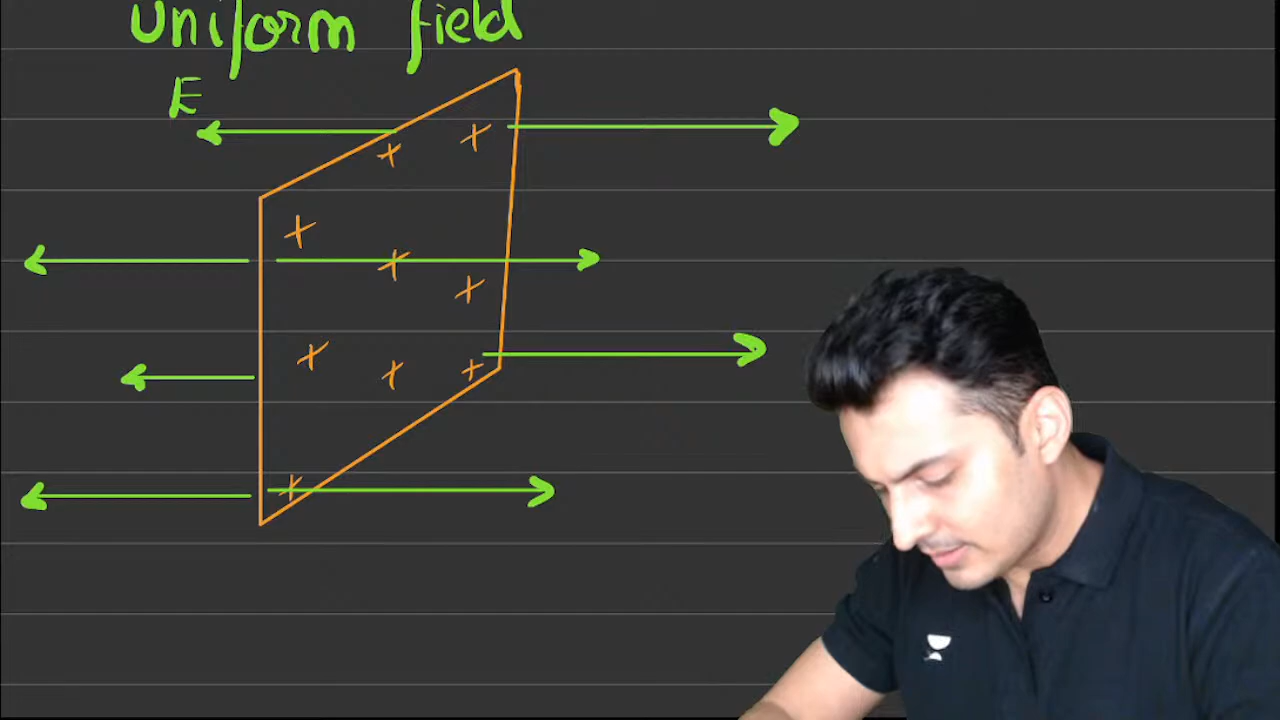 Uniform field
E
+ +
+
+
+
+ + +
+